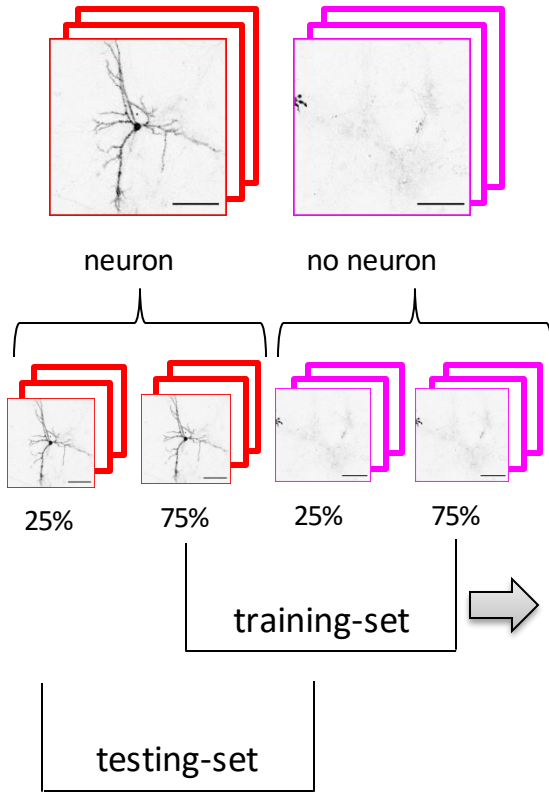 neuron
no neuron
25%
75%
25%
75%
training-set
testing-set